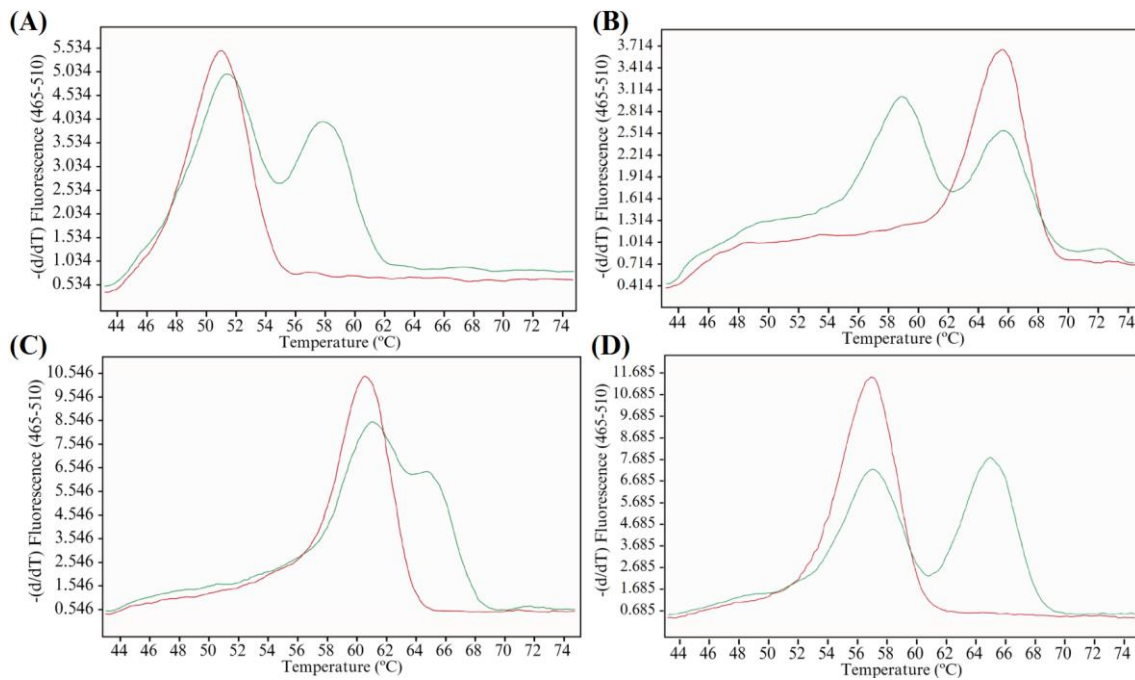 (A)
-(d/dT) Fluorescence (465-510)
5.534
5.034
4.534
4.034
3.534
3.034
2.534
2.034
1.534
1.034
0.534
44 46 48 50 52 54 56 58 60 62 64 66 68 70 72 74
Temperature (ºC)
(B)
-(d/dT) Fluorescence (465-510)
3.714
3.414
3.114
2.814
2.514
2.214
1.914
1.614
1.314
1.014
0.714
0.414
44 46 48 50 52 54 56 58 60 62 64 66 68 70 72 74
Temperature (ºC)
(C)
-(d/dT) Fluorescence (465-510)
10.546
9.546
8.546
7.546
6.546
5.546
4.546
3.546
2.546
1.546
0.546
44 46 48 50 52 54 56 58 60 62 64 66 68 70 72 74
Temperature (ºC)
(D)
-(d/dT) Fluorescence (465-510)
11.685
10.685
9.685
8.685
7.685
6.685
5.685
4.685
3.685
2.685
1.685
0.685
44 46 48 50 52 54 56 58 60 62 64 66 68 70 72 74
Temperature (ºC)